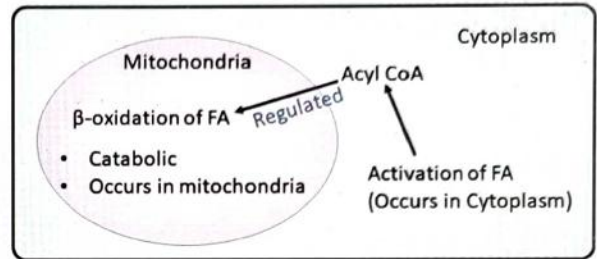 Cytoplasm
Mitochondria
Acyl CoA
Regulated
β-oxidation of FA
• Catabolic
• Occurs in mitochondria
Activation of FA
(Occurs in Cytoplasm)